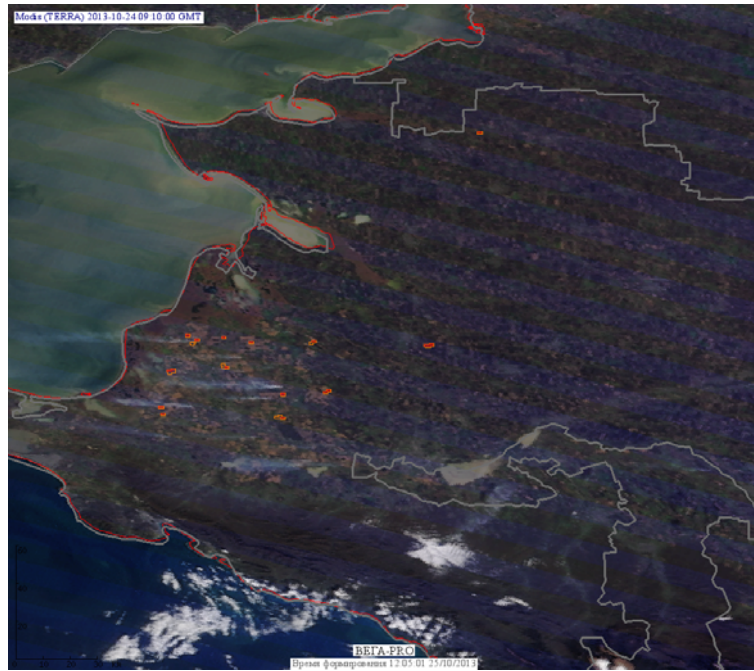 Modis (TERRA) 2013-10-24 09:10:00 GMT
ВЕГА-PRO
Время формирования 12:05:01 25/10/2013